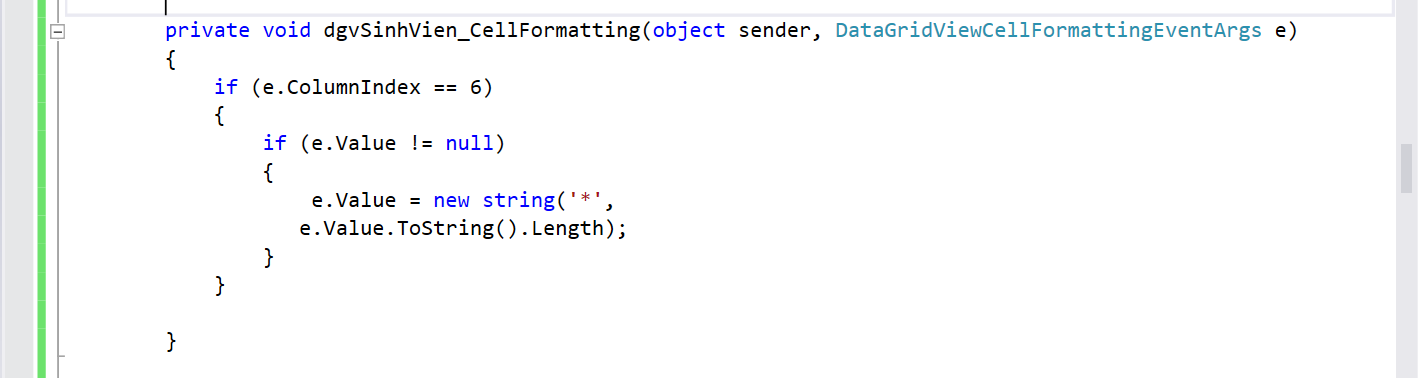 private void dgvSinhVien_CellFormatting(object sender, DataGridViewCellFormattingEventArgs e)
{
if (e.ColumnIndex == 6)
{
if (e.Value != null)
{
e.Value = new string('*',
e.Value.ToString().Length);
}
}
}